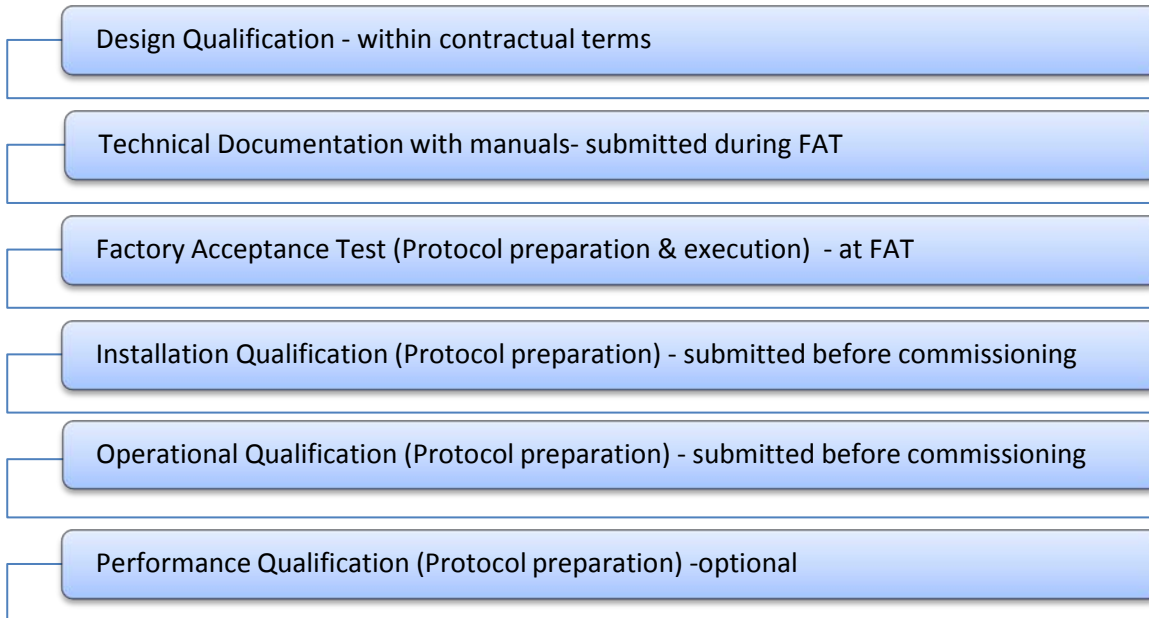 Design Qualification - within contractual terms
Technical Documentation with manuals- submitted during FAT
Factory Acceptance Test (Protocol preparation & execution) - at FAT
Installation Qualification (Protocol preparation) - submitted before commissioning
Operational Qualification (Protocol preparation) - submitted before commissioning
Performance Qualification (Protocol preparation) -optional